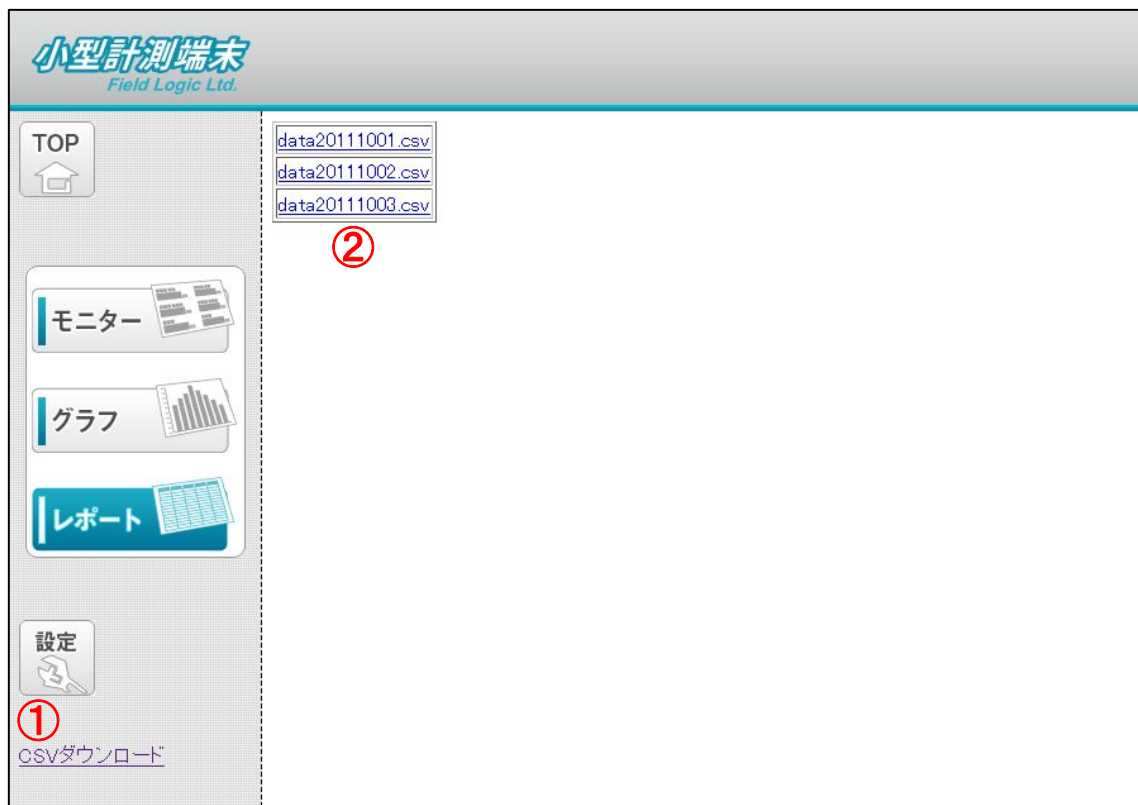 小型計測端末
Field Logic Ltd.
TOP
data20111001.csv
data20111002.csv
data20111003.csv
②
モニター
グラフ
レポート
設定
①
CSVダウンロード